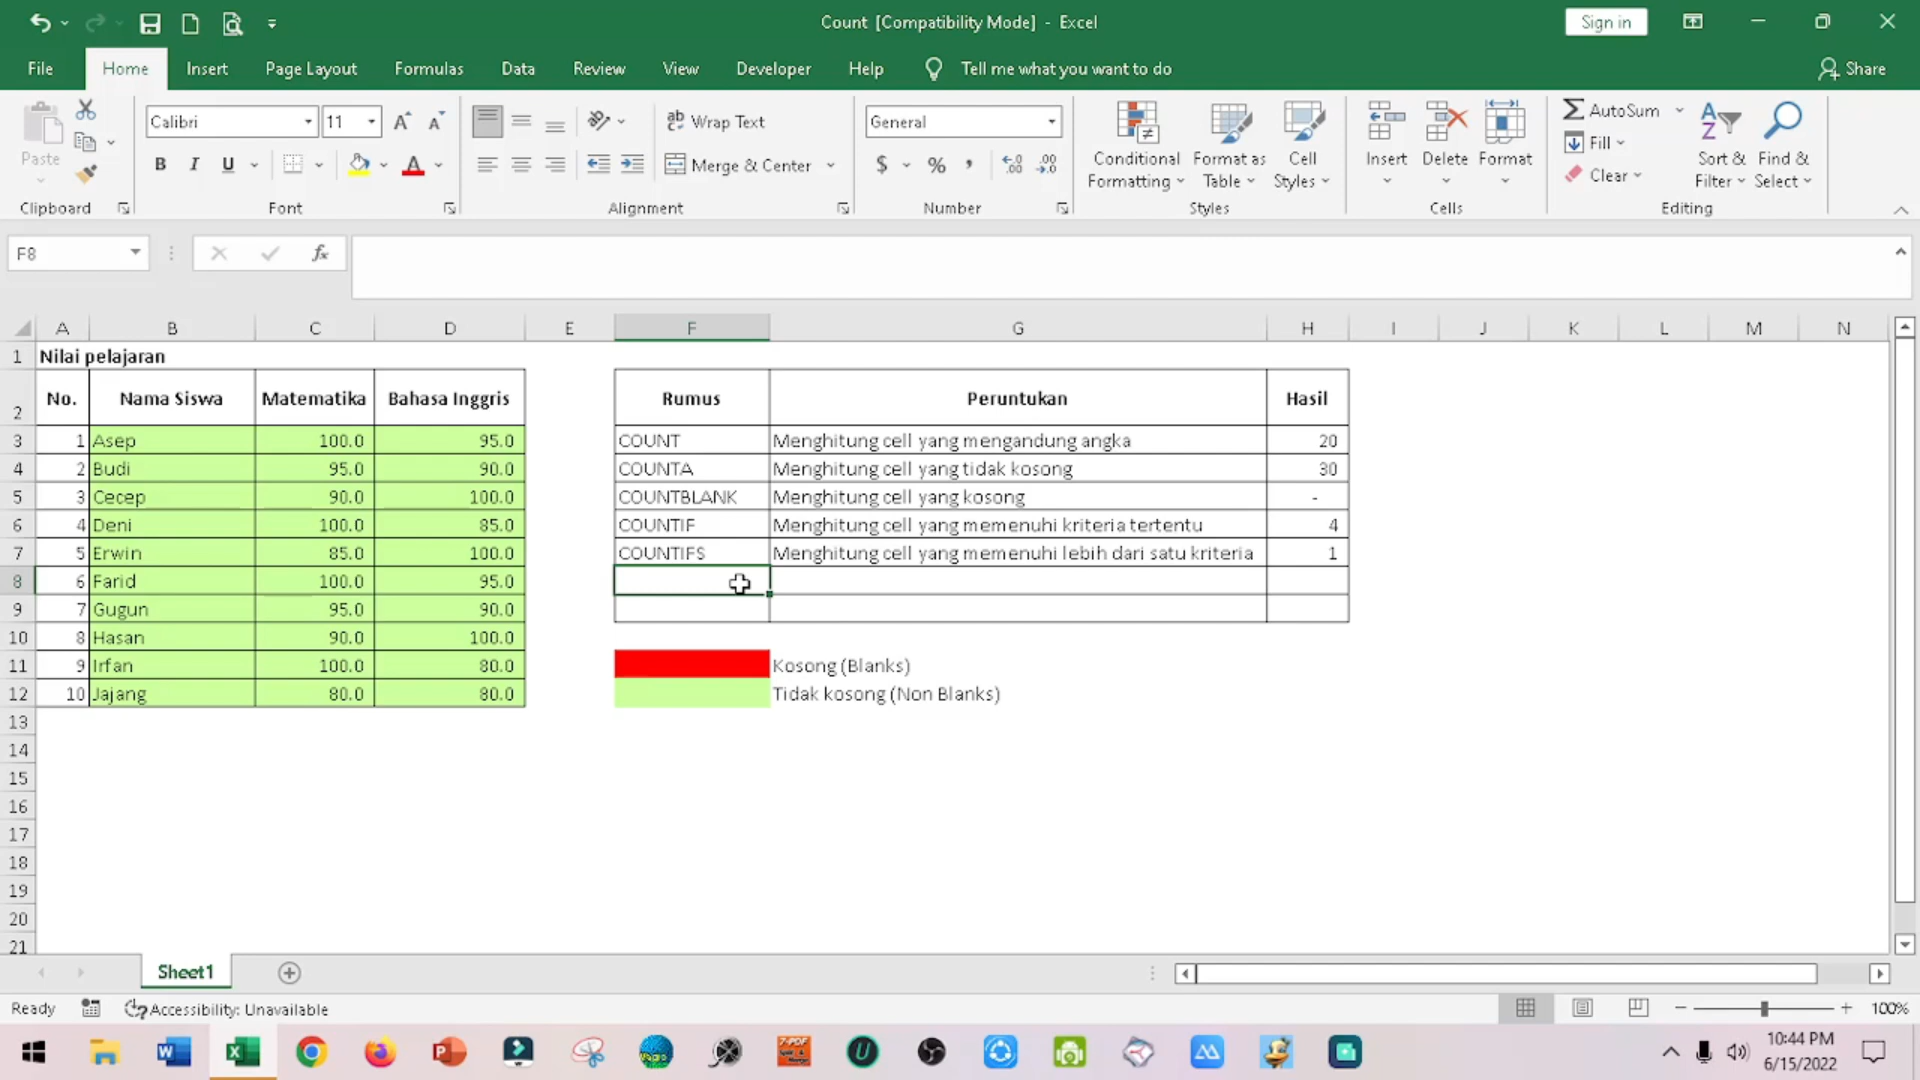 Count [Compatibility Mode] - Excel
Sign in
File Home Insert Page Layout Formulas Data Review View Developer Help Tell me what you want to do Share
Paste
Clipboard
Calibri 11
B I U
Font
Wrap Text
Merge & Center
Alignment
General
$ %
Number
Conditional Formatting
Format as Table
Cell Styles
Styles
Insert Delete Format
Cells
AutoSum
Fill
Clear
Sort & Filter
Find & Select
Editing
F8 fx
A B C D E F G H I J K L M N
1 Nilai pelajaran
2 No. Nama Siswa Matematika Bahasa Inggris Rumus Peruntukan Hasil
3 1 Asep 100.0 95.0 COUNT Menghitung cell yang mengandung angka 20
4 2 Budi 95.0 90.0 COUNTA Menghitung cell yang tidak kosong 30
5 3 Cecep 90.0 100.0 COUNTBLANK Menghitung cell yang kosong -
6 4 Deni 100.0 85.0 COUNTIF Menghitung cell yang memenuhi kriteria tertentu 4
7 5 Erwin 85.0 100.0 COUNTIFS Menghitung cell yang memenuhi lebih dari satu kriteria 1
8 6 Farid 100.0 95.0
9 7 Gugun 95.0 90.0
10 8 Hasan 90.0 100.0
11 9 Irfan 100.0 80.0 Kosong (Blanks)
12 10 Jajang 80.0 80.0 Tidak kosong (Non Blanks)
13
14
15
16
17
18
19
20
21
Sheet1
Ready Accessibility: Unavailable 100%
10:44 PM
6/15/2022